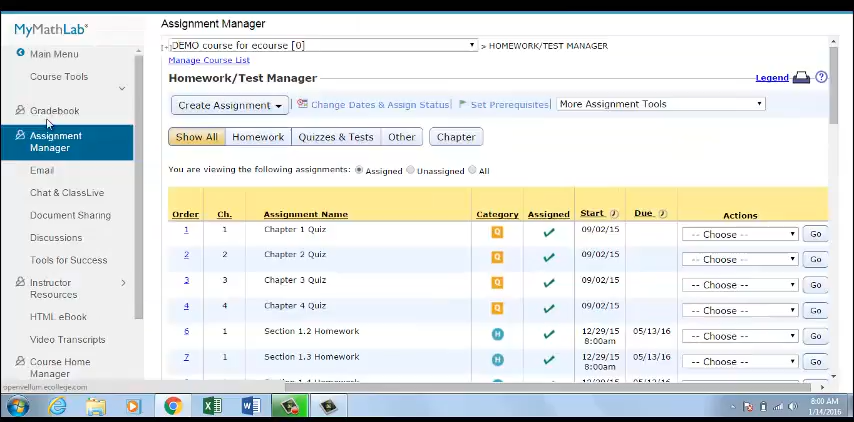 Assignment Manager
MyMathLab®
Main Menu
Course Tools
Gradebook
Assignment
Manager
Email
Chat & ClassLive
Document Sharing
Discussions
Tools for Success
Instructor
Resources
HTML eBook
Video Transcripts
Course Home
Manager
openvellum.ecollege.com
[+] DEMO course for ecourse [0] > HOMEWORK/TEST MANAGER
Manage Course List
Homework/Test Manager
Legend
Create Assignment Change Dates & Assign Status Set Prerequisites More Assignment Tools
Show All Homework Quizzes & Tests Other Chapter
You are viewing the following assignments: Assigned Unassigned All
Order Ch. Assignment Name Category Assigned Start Due Actions
1 1 Chapter 1 Quiz Q 09/02/15 -- Choose -- Go
2 2 Chapter 2 Quiz Q 09/02/15 -- Choose -- Go
3 3 Chapter 3 Quiz Q 09/02/15 -- Choose -- Go
4 4 Chapter 4 Quiz Q 09/02/15 -- Choose -- Go
6 1 Section 1.2 Homework H 12/29/15 05/13/16 -- Choose -- Go
8:00am
7 1 Section 1.3 Homework H 12/29/15 05/13/16 -- Choose -- Go
8:00am
8:00 AM
1/14/2016